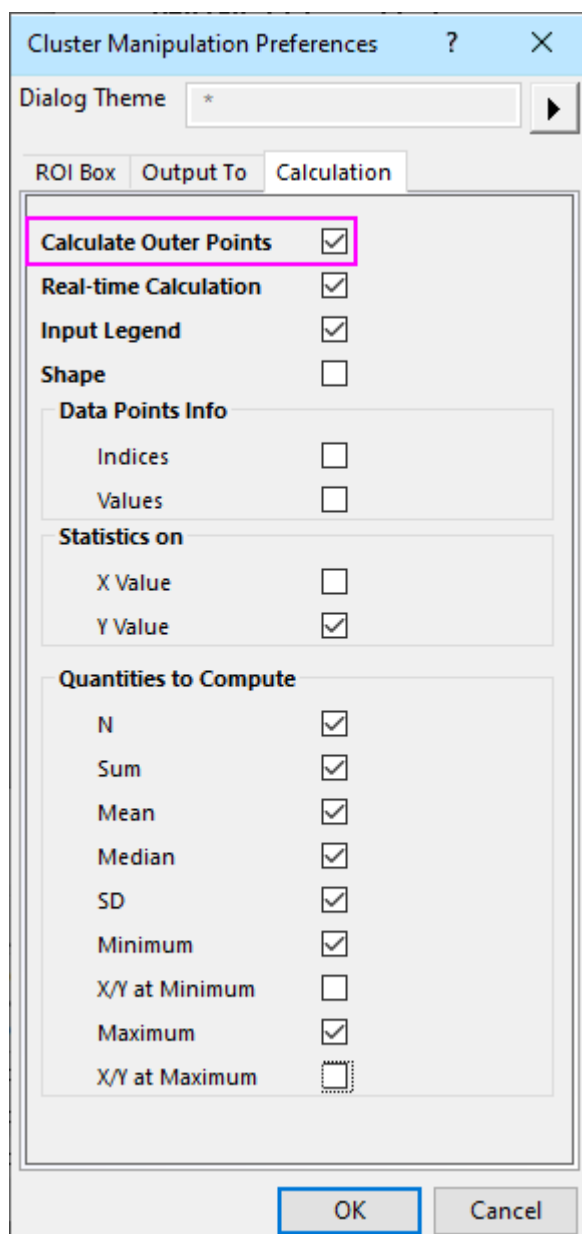 Cluster Manipulation Preferences ? ×
Dialog Theme *
ROI Box Output To Calculation
Calculate Outer Points
Real-time Calculation
Input Legend
Shape
Data Points Info
Indices
Values
Statistics on
X Value
Y Value
Quantities to Compute
N
Sum
Mean
Median
SD
Minimum
X/Y at Minimum
Maximum
X/Y at Maximum
OK Cancel